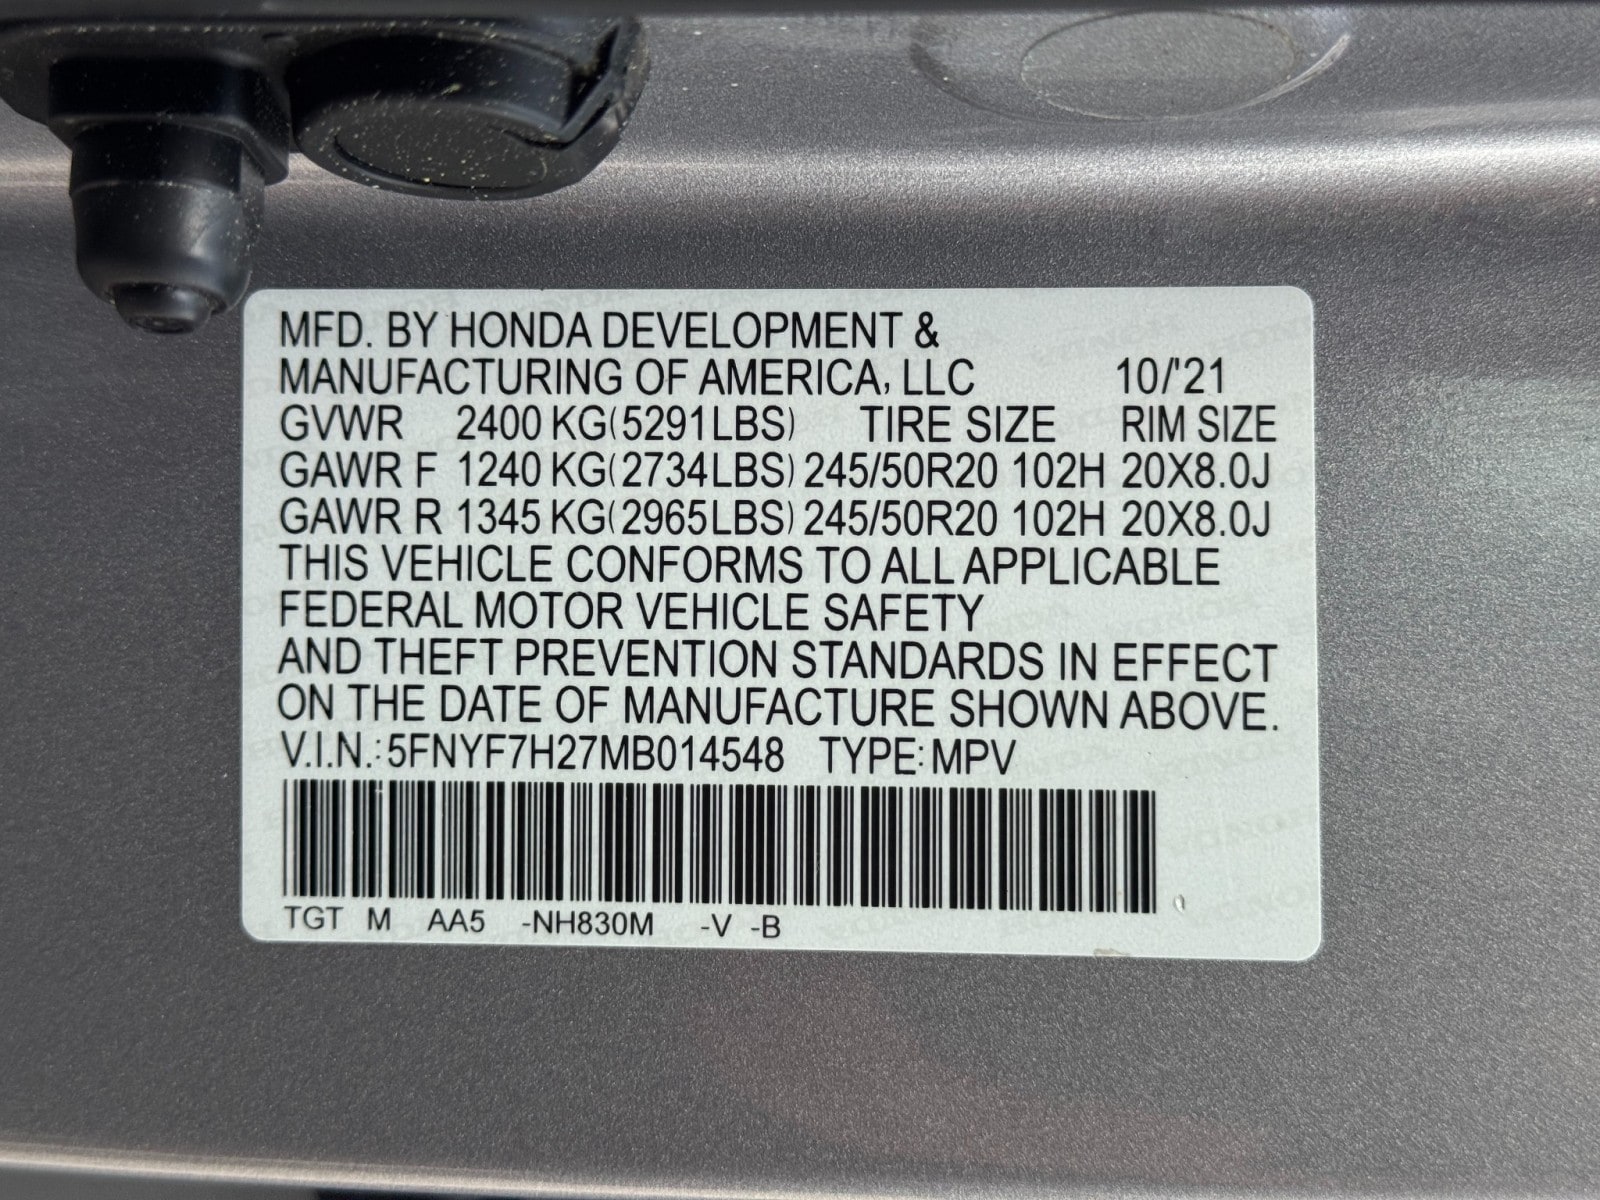 MFD. BY HONDA DEVELOPMENT &
MANUFACTURING OF AMERICA, LLC 10/'21
GVWR 2400 KG(5291LBS) TIRE SIZE RIM SIZE
GAWR F 1240 KG(2734LBS) 245/50R20 102H 20X8.0J
GAWR R 1345 KG(2965LBS) 245/50R20 102H 20X8.0J
THIS VEHICLE CONFORMS TO ALL APPLICABLE
FEDERAL MOTOR VEHICLE SAFETY
AND THEFT PREVENTION STANDARDS IN EFFECT
ON THE DATE OF MANUFACTURE SHOWN ABOVE.
V.I.N.: 5FNYF7H27MB014548 TYPE: MPV
TGT M AA5 -NH830M -V -B